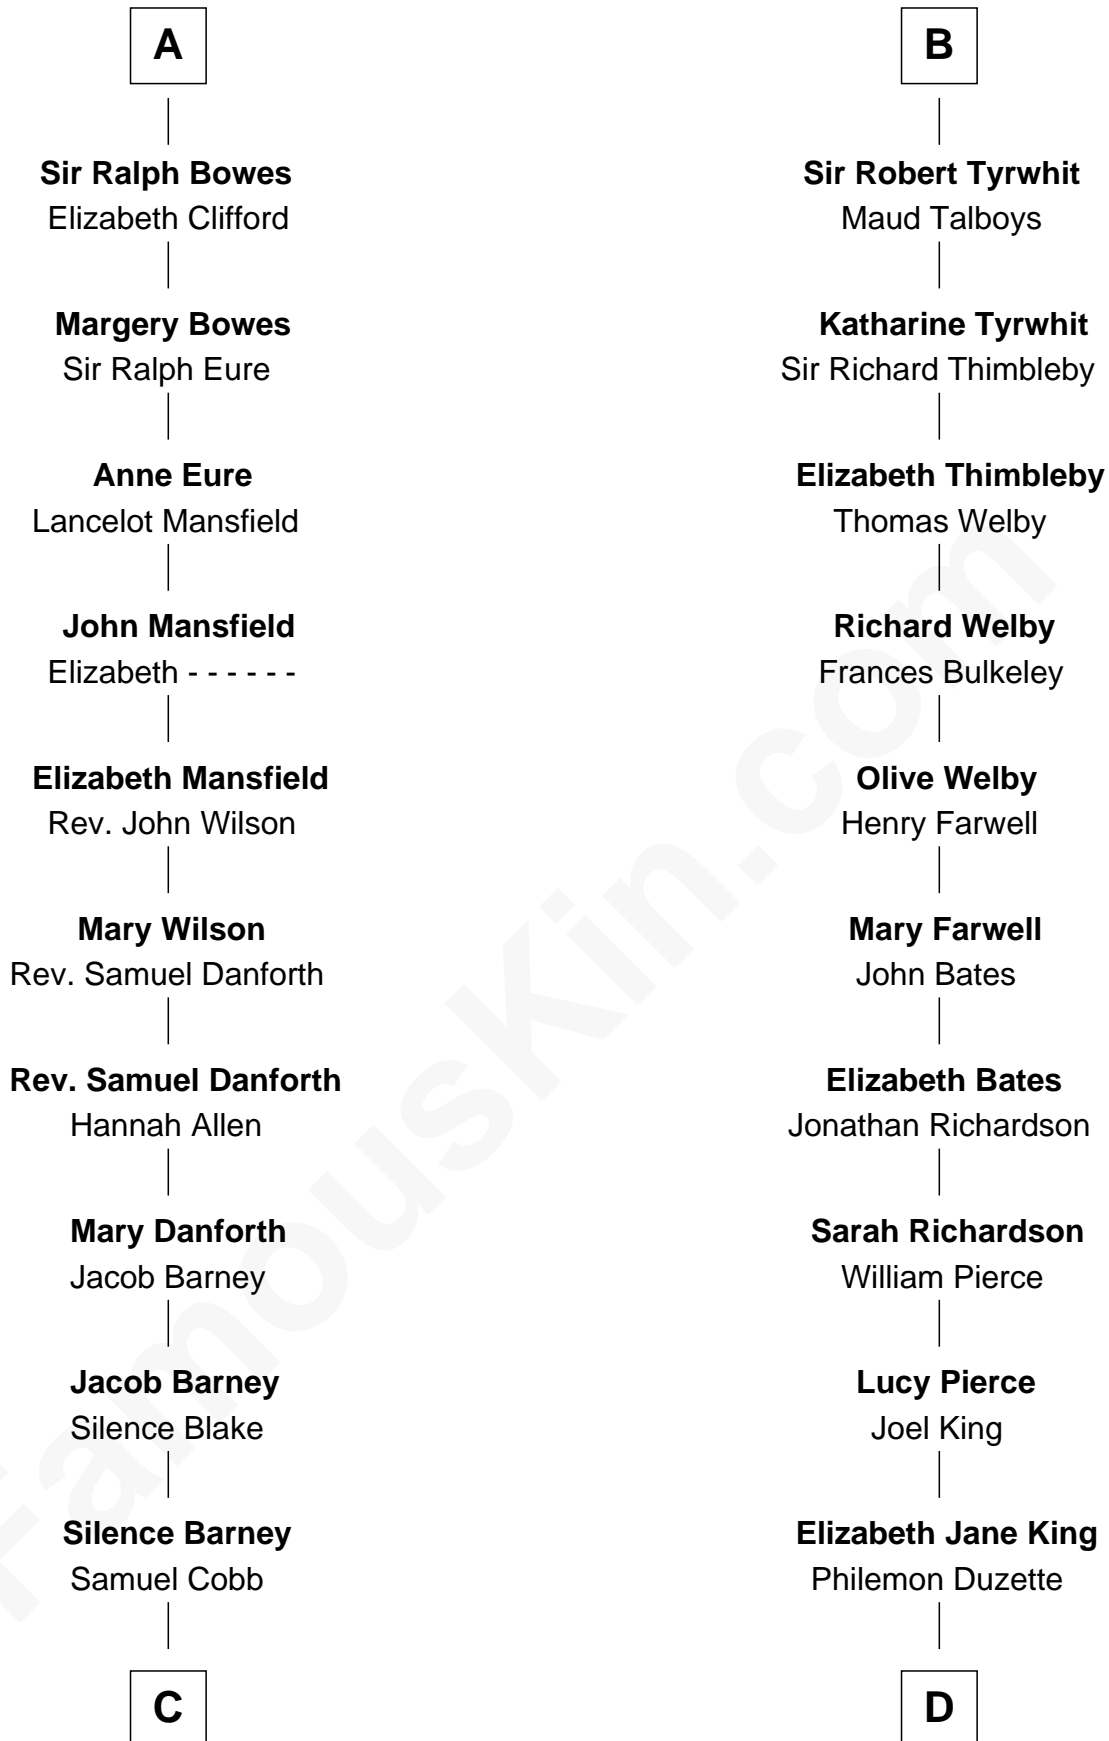 A
Sir Ralph Bowes
Elizabeth Clifford
Margery Bowes
Sir Ralph Eure
Anne Eure
Lancelot Mansfield
John Mansfield
Elizabeth - - - - - -
Elizabeth Mansfield
Rev. John Wilson
Mary Wilson
Rev. Samuel Danforth
Rev. Samuel Danforth
Hannah Allen
Mary Danforth
Jacob Barney
Jacob Barney
Silence Blake
Silence Barney
Samuel Cobb
C
B
Sir Robert Tyrwhit
Maud Talboys
Katharine Tyrwhit
Sir Richard Thimbleby
Elizabeth Thimbleby
Thomas Welby
Richard Welby
Frances Bulkeley
Olive Welby
Henry Farwell
Mary Farwell
John Bates
Elizabeth Bates
Jonathan Richardson
Sarah Richardson
William Pierce
Lucy Pierce
Joel King
Elizabeth Jane King
Philemon Duzette
D
FamousKin.com